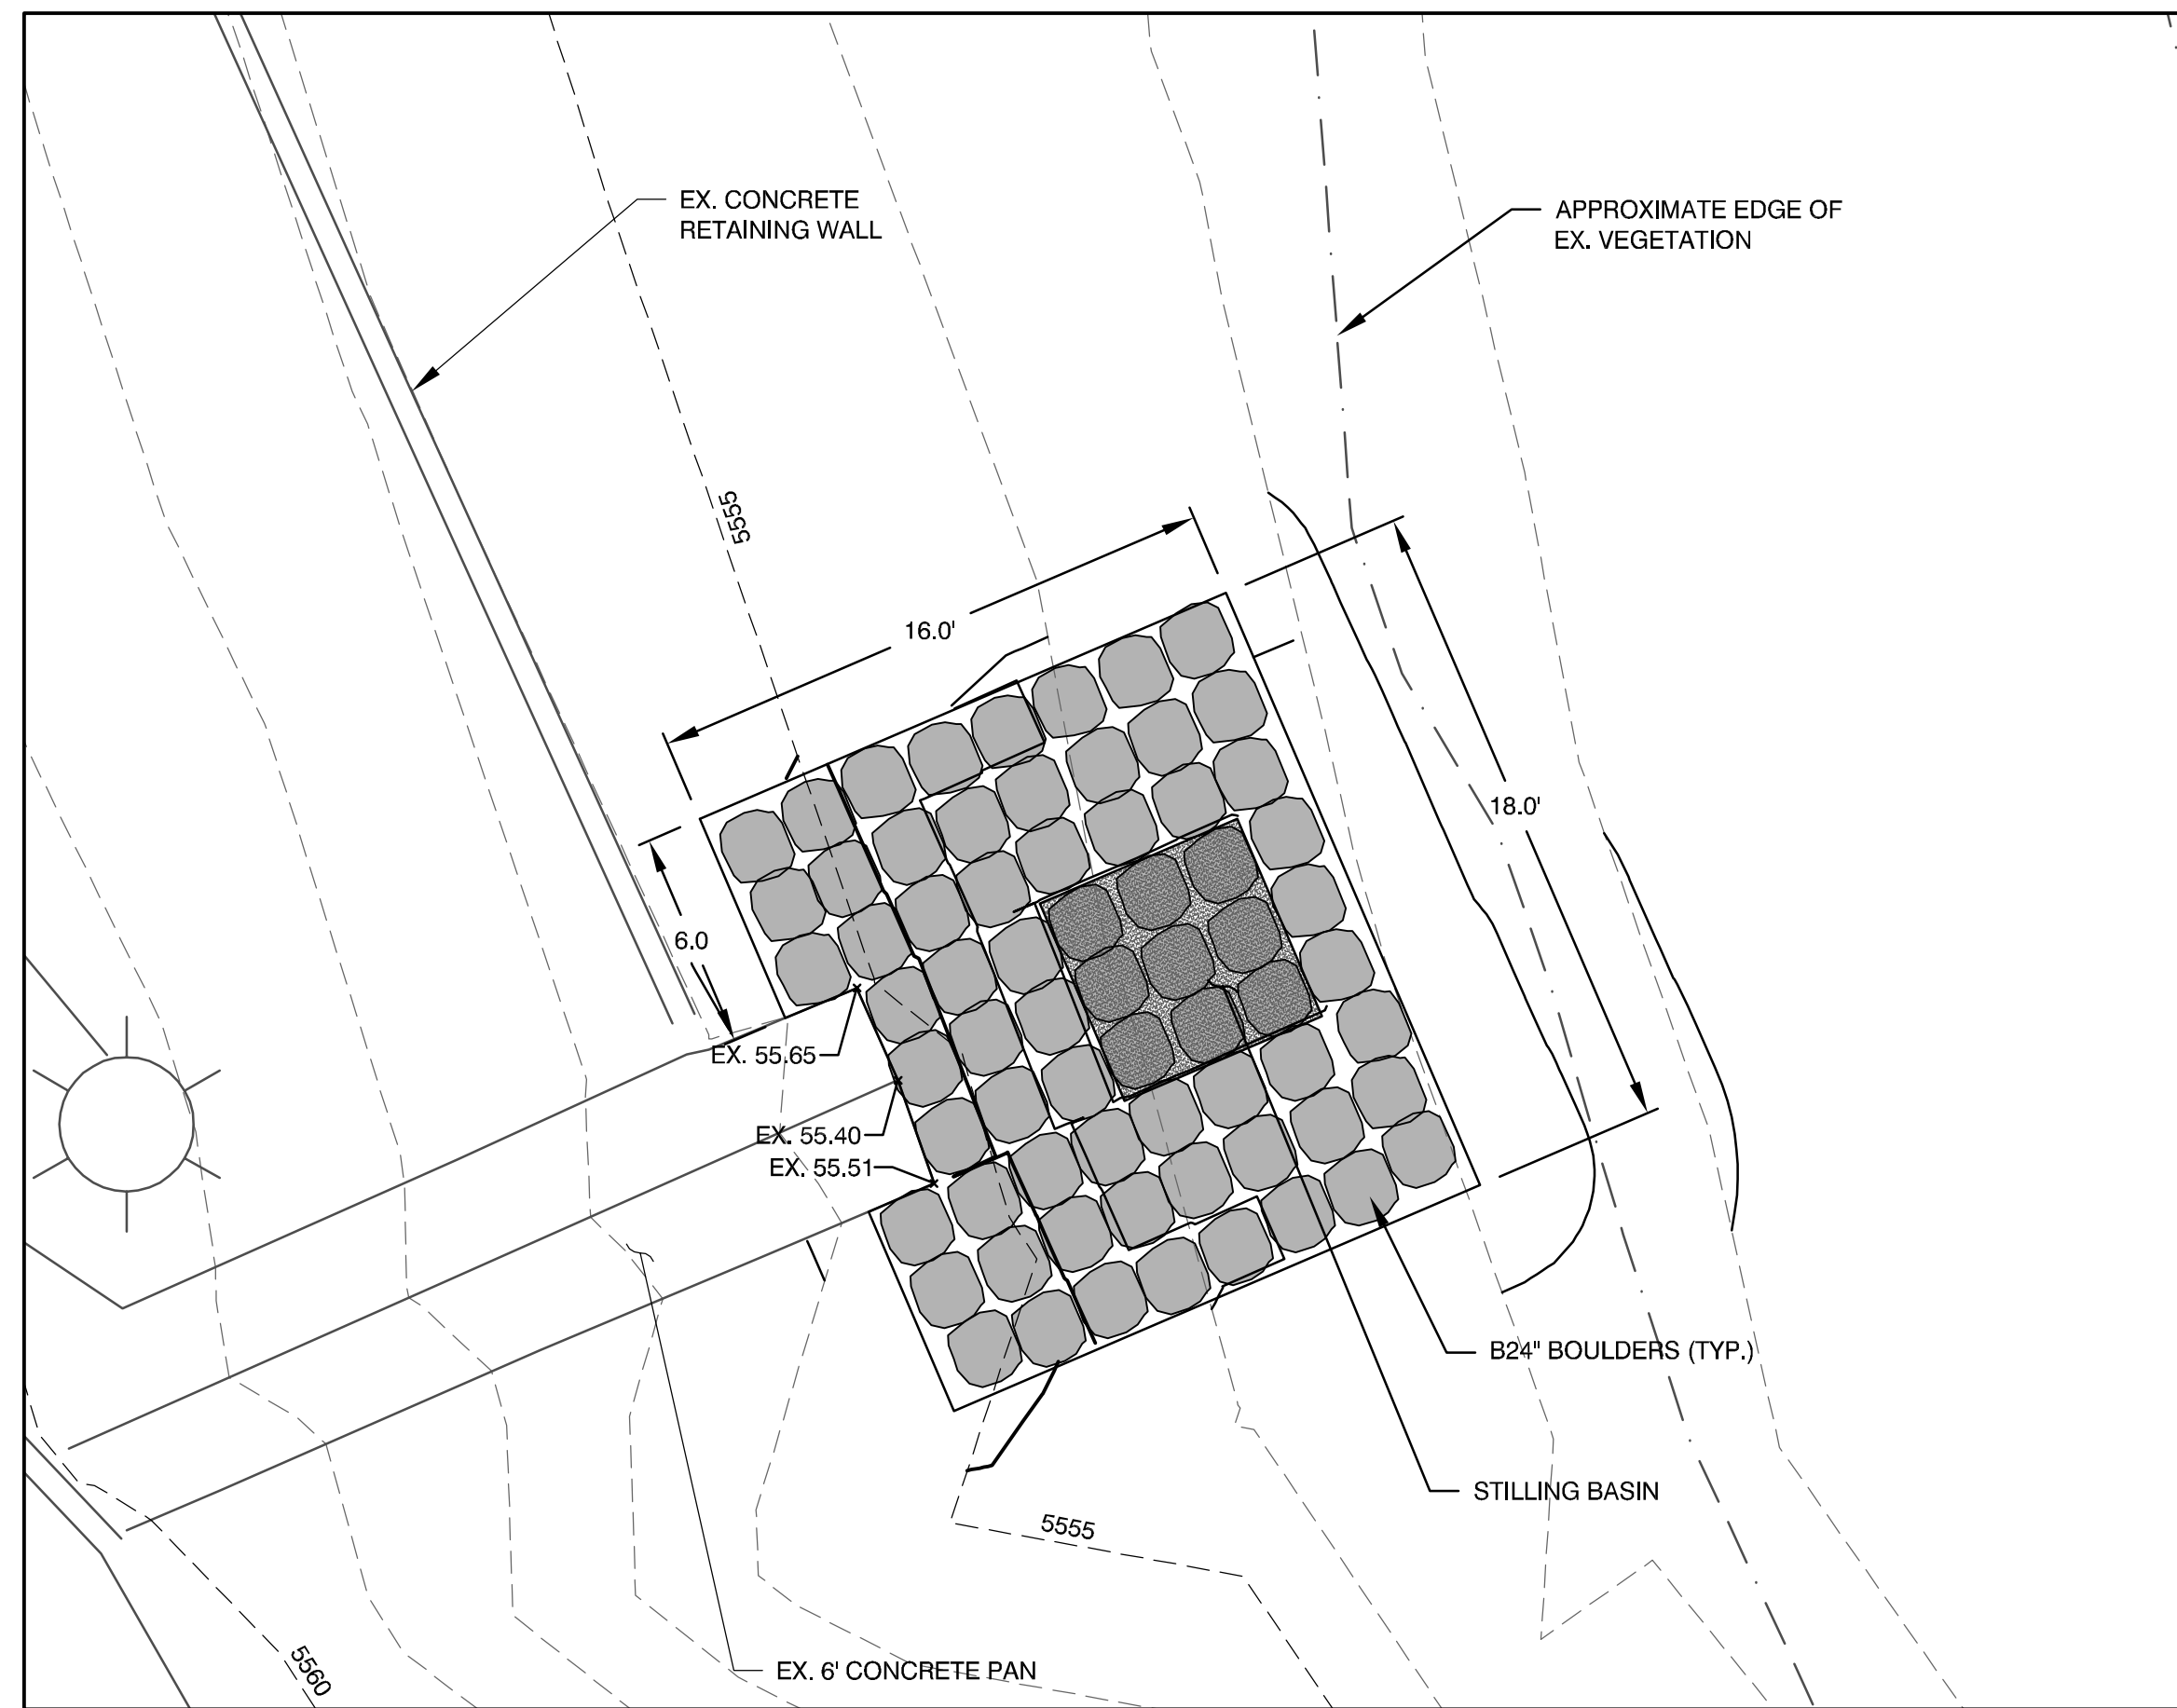 EX. CONCRETE
RETAINING WALL
APPROXIMATE EDGE OF
EX. VEGETATION
5555
16.0'
18.0'
6.0
EX. 55.65
EX. 55.40
EX. 55.51
B24" BOULDERS (TYP.)
STILLING BASIN
5555
EX. 6' CONCRETE PAN
5560